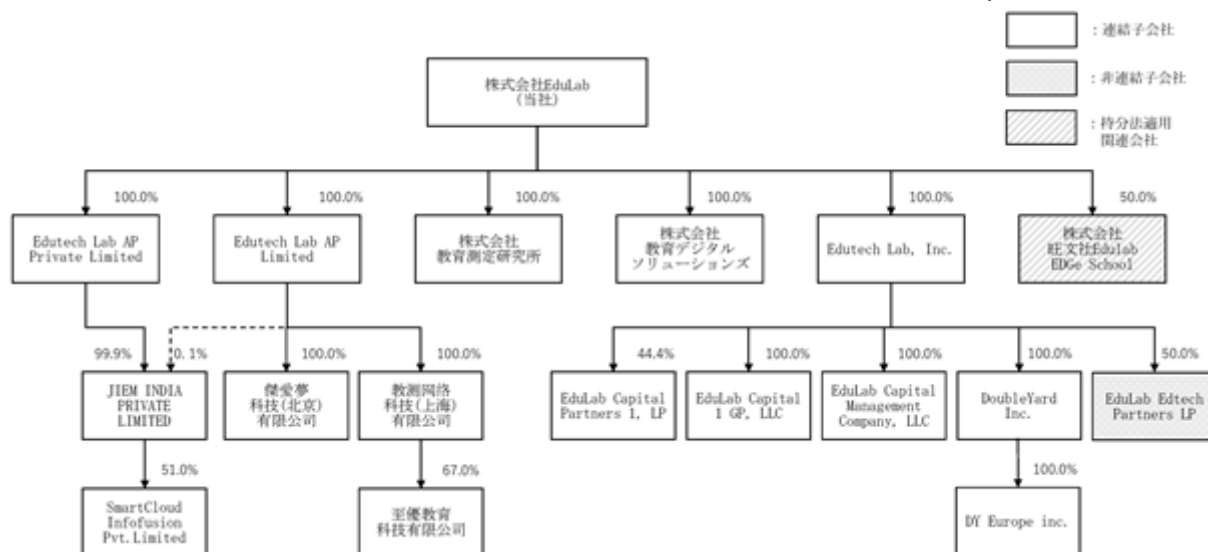 : 連結子会社
: 非連結子会社
: 持分法適用
関連会社
株式会社EduLab
(当社)
100.0%
100.0%
100.0%
100.0%
100.0%
50.0%
Edutech Lab AP
Private Limited
Edutech Lab AP
Limited
株式会社
教育測定研究所
株式会社
教育デジタル
ソリューションズ
Edutech Lab, Inc.
株式会社
旺文社Edulab
EDGe School
99.9%
0.1%
100.0%
100.0%
44.4%
100.0%
100.0%
100.0%
50.0%
JIEM INDIA
PRIVATE
LIMITED
傑愛夢
科技(北京)
有限公司
教測网络
科技(上海)
有限公司
EduLab Capital
Partners 1, LP
EduLab Capital
1 GP, LLC
EduLab Capital
Management
Company, LLC
DoubleYard
Inc.
EduLab Edtech
Partners LP
51.0%
67.0%
100.0%
SmartCloud
Infofusion
Pvt.Limited
至優教育
科技有限公司
DY Europe inc.